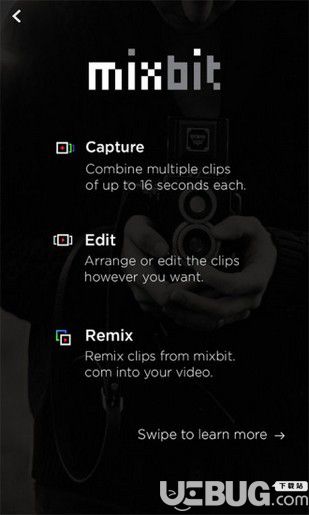 mixbit
Capture
Combine multiple clips
of up to 16 seconds each.
Edit
Arrange or edit the clips
however you want.
Remix
Remix clips from mixbit.
com into your video.
Swipe to learn more →
下载站
UEBUG.com